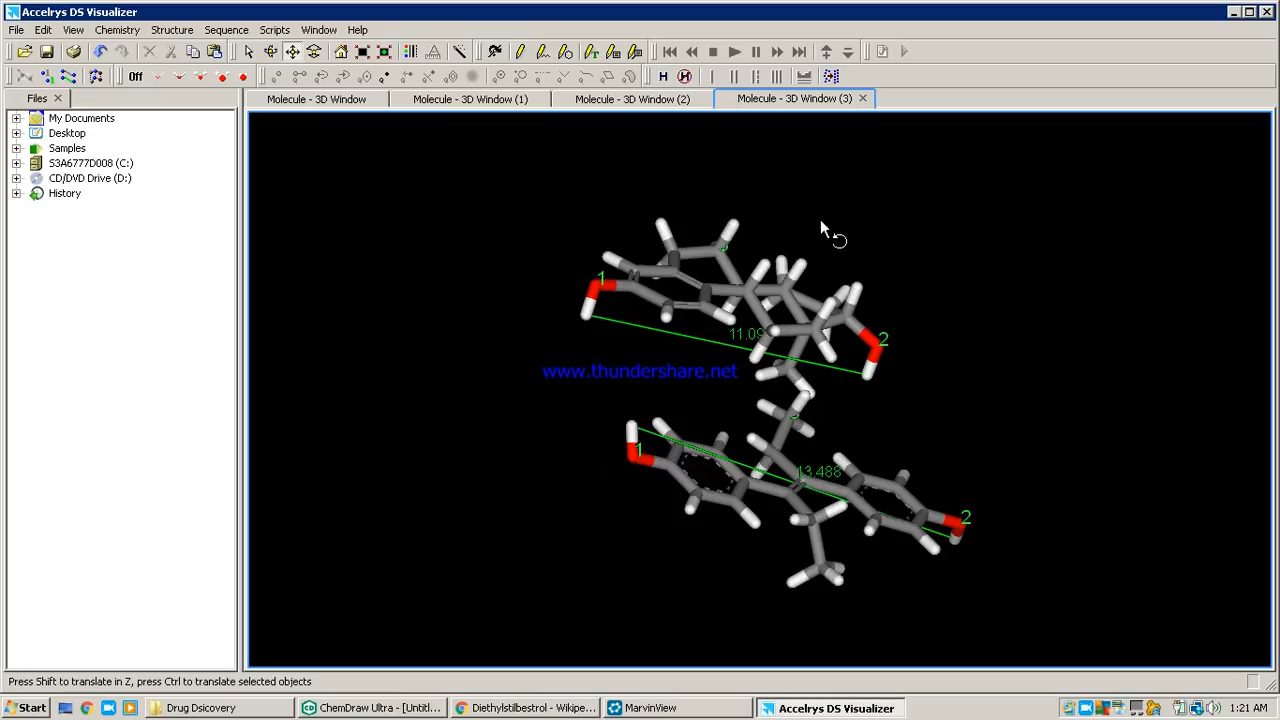 Accelrys DS Visualizer
File Edit View Chemistry Structure Sequence Scripts Window Help
Off H H
Files
Molecule - 3D Window Molecule - 3D Window (1) Molecule - 3D Window (2) Molecule - 3D Window (3)
My Documents
Desktop
Samples
S3A6777D008 (C:)
CD/DVD Drive (D:)
History
1
11.09
2
www.thundershare.net
1
13.488
2
Press Shift to translate in Z, press Ctrl to translate selected objects
Start Drug Dsicovery ChemDraw Ultra - [Untitl... Diethylstilbestrol - Wikipe... MarvinView Accelrys DS Visualizer 1:21 AM